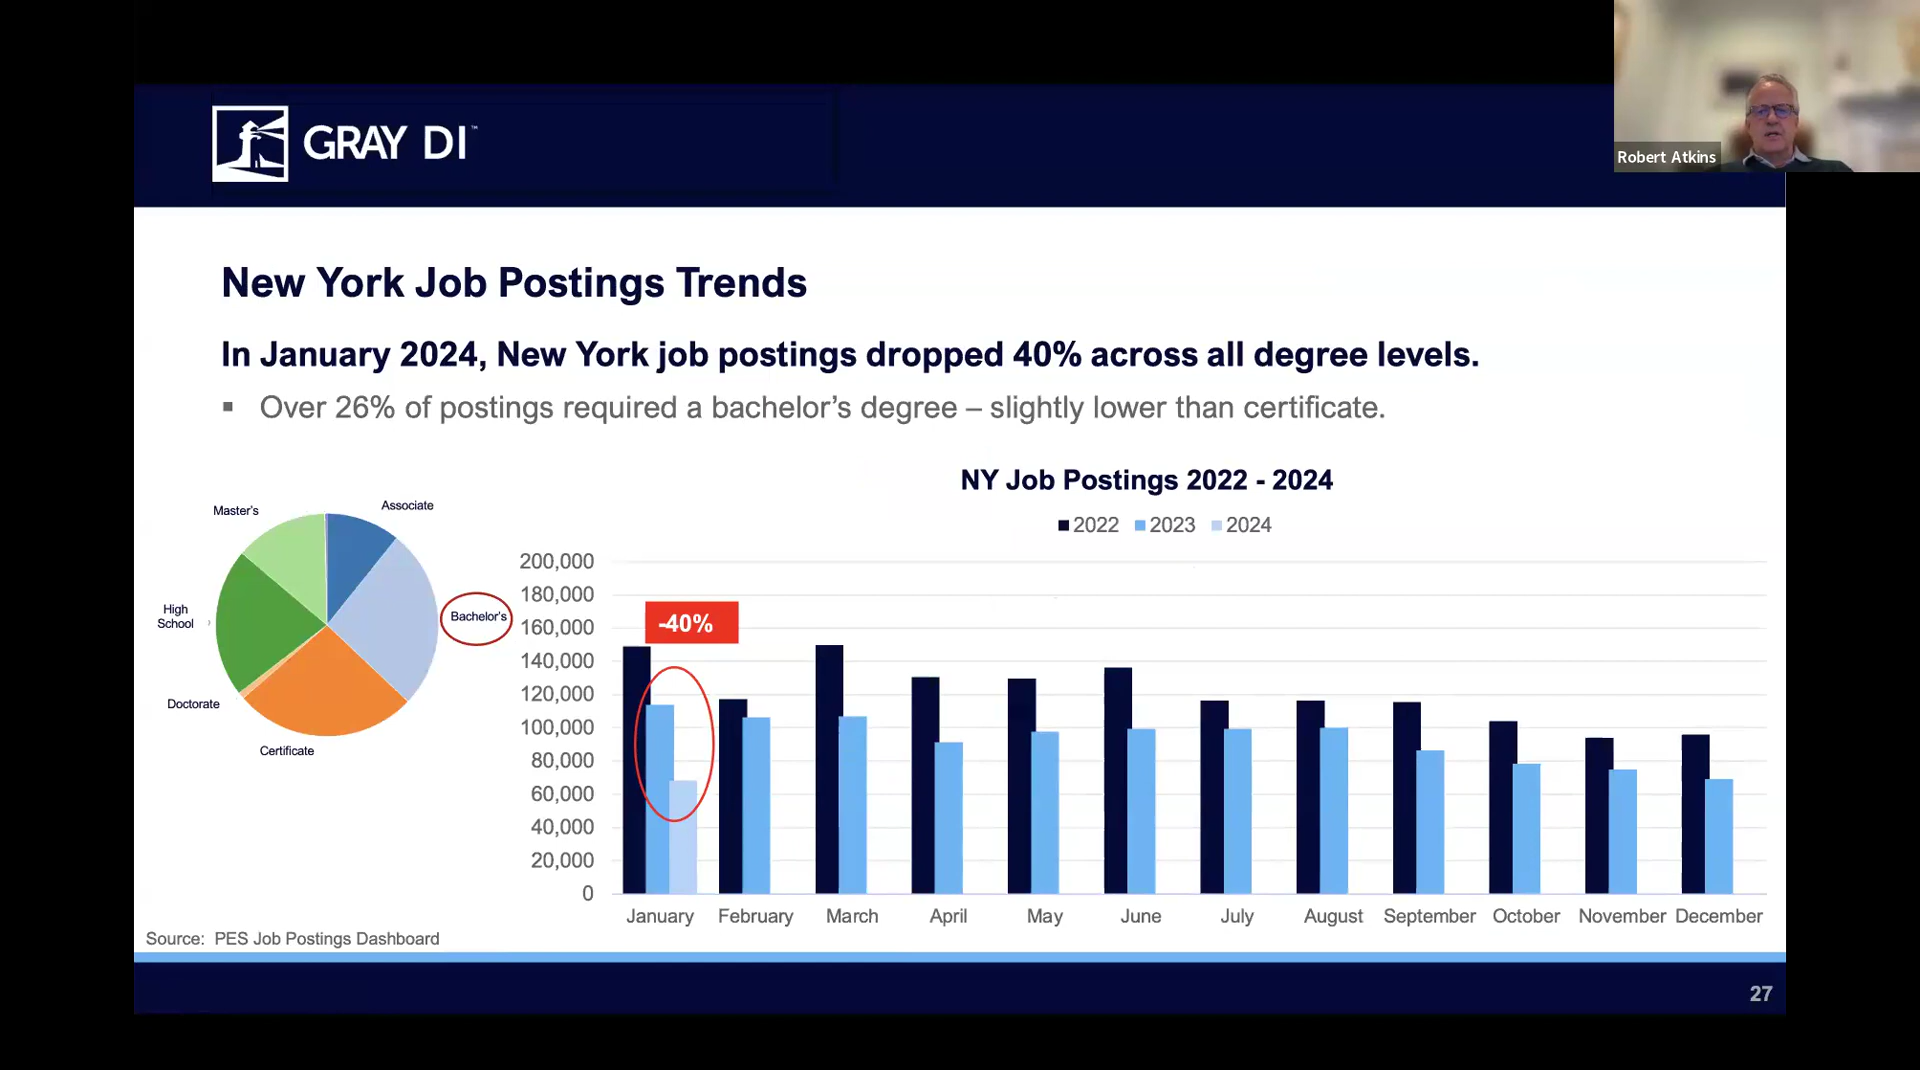 GRAY DI™
Robert Atkins
New York Job Postings Trends
In January 2024, New York job postings dropped 40% across all degree levels.
▪ Over 26% of postings required a bachelor's degree – slightly lower than certificate.
Master's
Associate
Bachelor's
High
School
Doctorate
Certificate
NY Job Postings 2022 - 2024
2022 2023 2024
200,000
180,000
160,000
140,000
120,000
100,000
80,000
60,000
40,000
20,000
0
-40%
January February March April May June July August September October November December
Source: PES Job Postings Dashboard
27